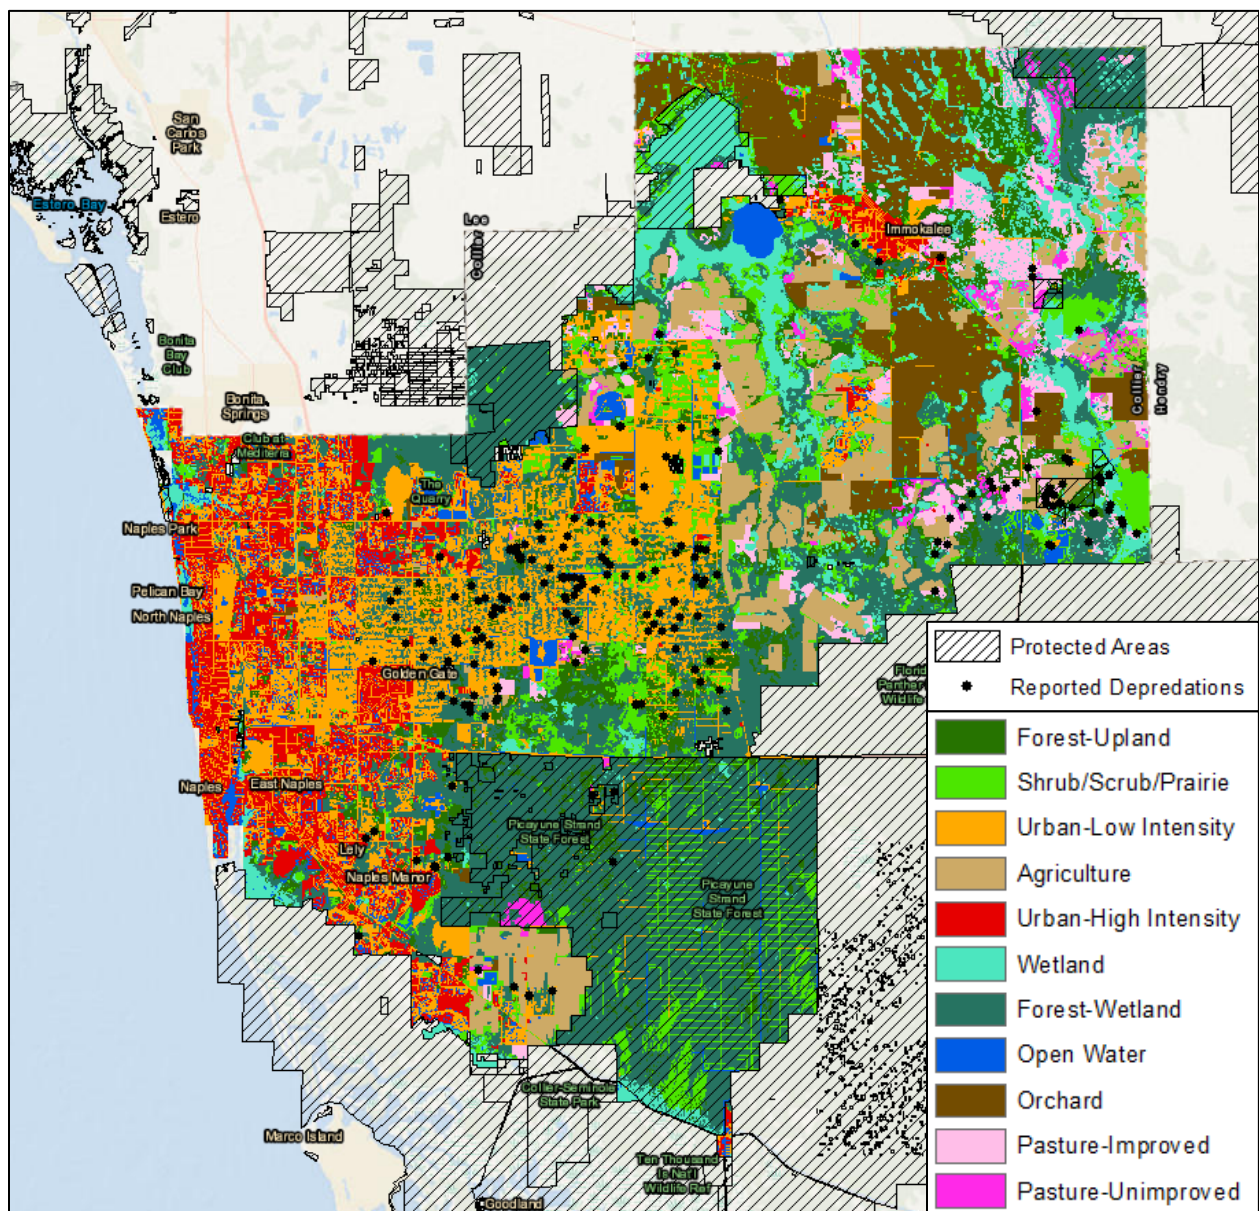 San
Carlos
Park
Estero Bay
Estero
Lee
Collier
Immokalee
Bonita
Bay
Club
Bonita
Springs
Club at
Mediterra
Collier
Hendry
The
Quarry
Naples Park
Pelican Bay
North Naples
Golden Gate
Naples
East Naples
Picayune Strand
State Forest
Lely
Naples Manor
Picayune
Strand
State Forest
Collier-Seminole
State Park
Marco Island
Ten Thousand
Is Nat'l
Wildlife Ref
Goodland
Florid
Panther
Wildlife
Protected Areas
Reported Depredations
Forest-Upland
Shrub/Scrub/Prairie
Urban-Low Intensity
Agriculture
Urban-High Intensity
Wetland
Forest-Wetland
Open Water
Orchard
Pasture-Improved
Pasture-Unimproved